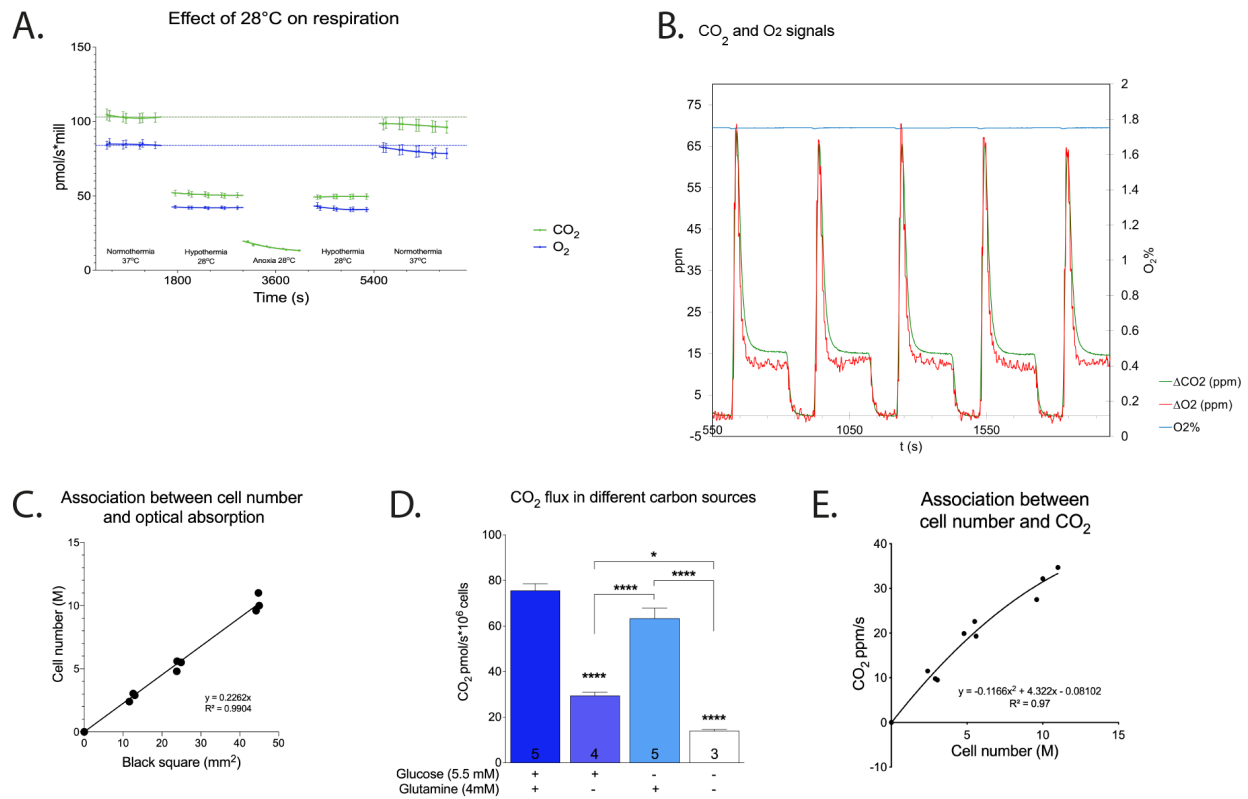 A.
Effect of 28°C on respiration
150
100
50
0
pmol/s*mill
Normothermia
37ºC
Hypothermia
28ºC
Anoxia 28ºC
Hypothermia
28ºC
Normothermia
37ºC
1800
3600
5400
Time (s)
CO2
O2
B.
CO2 and O2 signals
75
65
55
45
35
25
15
5
-5
ppm
2
1.8
1.6
1.4
1.2
1
0.8
0.6
0.4
0.2
0
O2%
550
1050
1550
t (s)
ΔCO2 (ppm)
ΔO2 (ppm)
O2%
C.
Association between cell number
and optical absorption
15
10
5
0
Cell number (M)
y = 0.2262x
R² = 0.9904
0
10
20
30
40
50
Black square (mm²)
D.
CO2 flux in different carbon sources
100
80
60
40
20
0
CO2 pmol/s*10⁶ cells
*
****
****
****
****
5
4
5
3
Glucose (5.5 mM) + + - -
Glutamine (4mM) + - + -
E.
Association between
cell number and CO2
40
30
20
10
0
-10
CO2 ppm/s
y = -0.1166x² + 4.322x - 0.08102
R² = 0.97
5
10
15
Cell number (M)